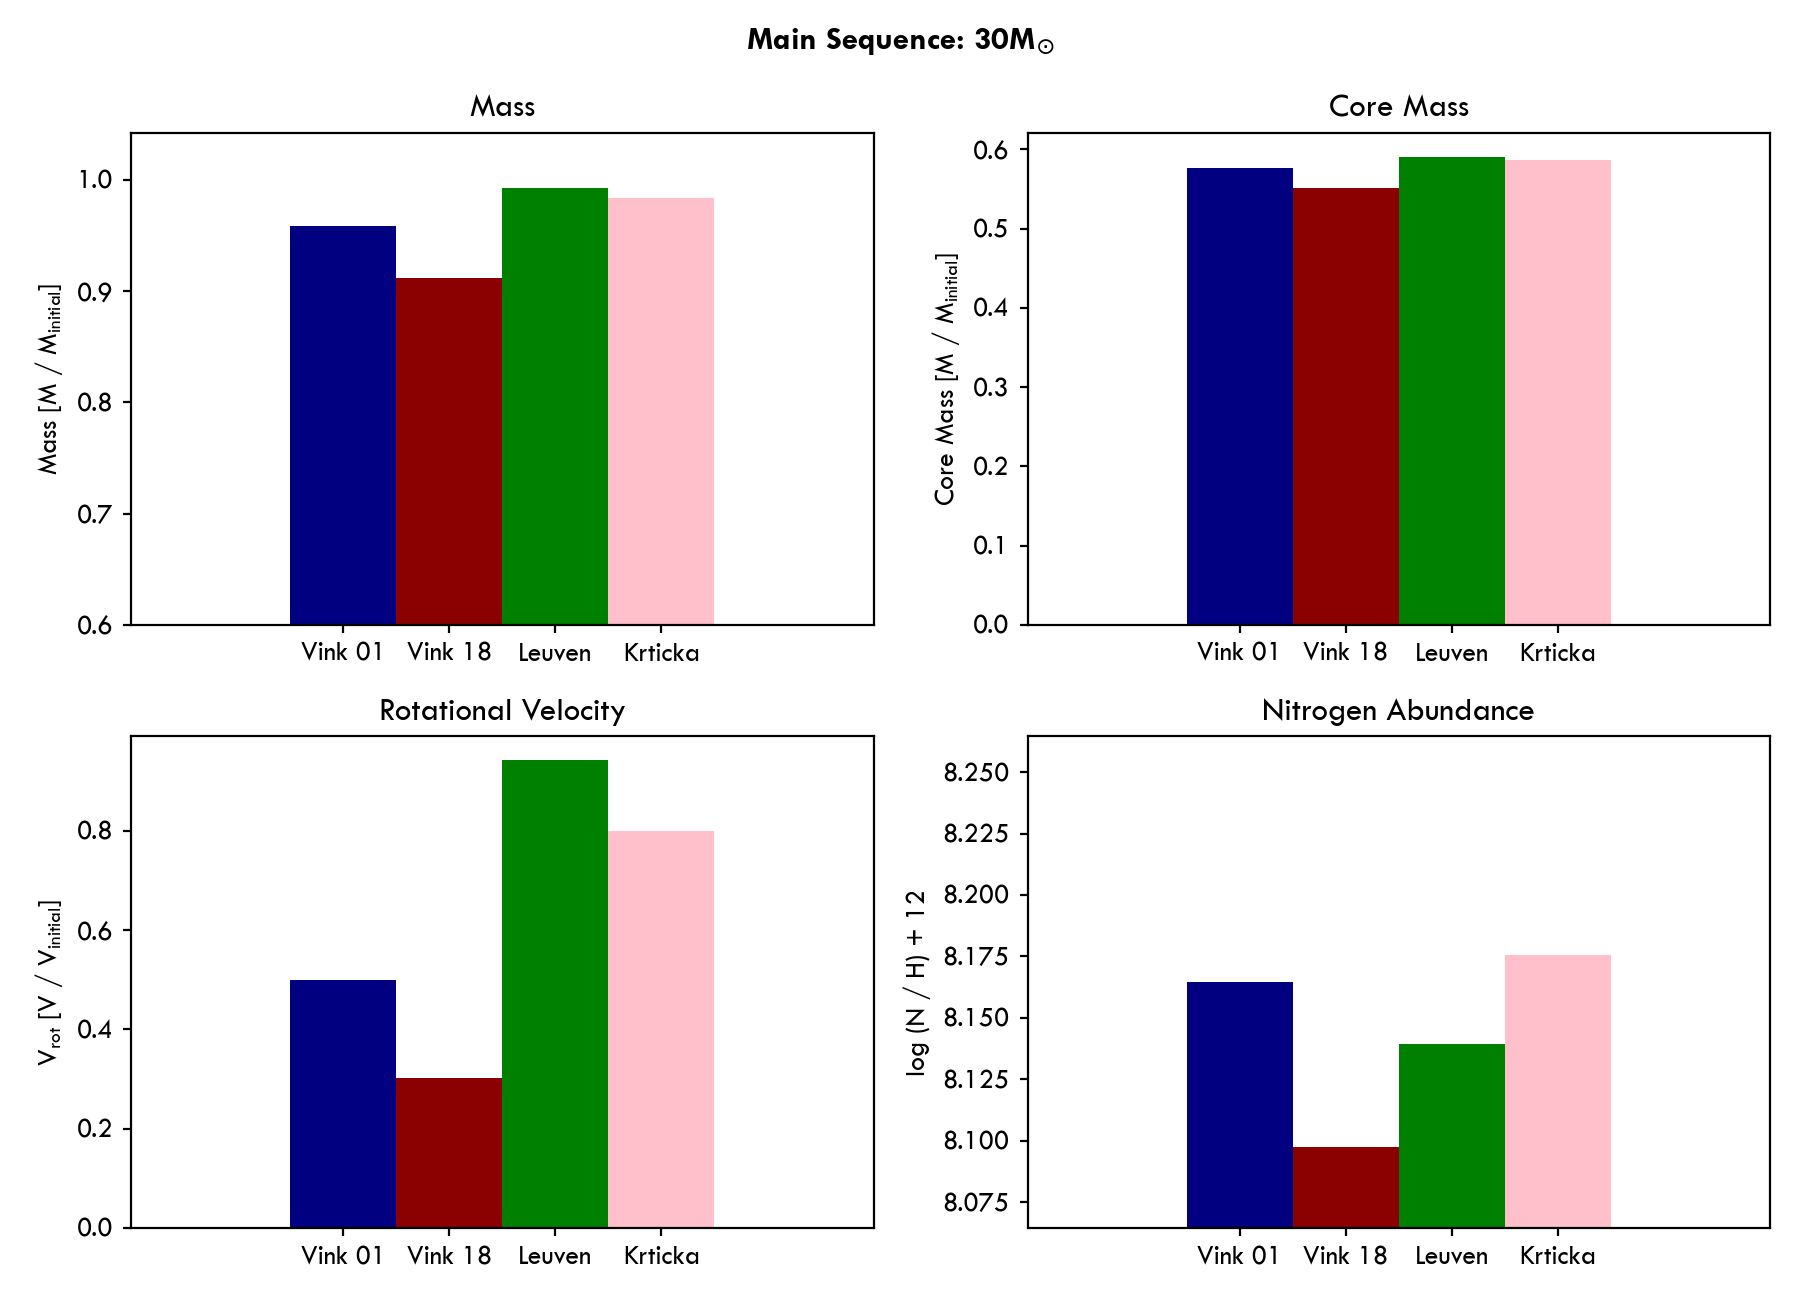 Main Sequence: 30M☉
Mass
Mass [M / Minitial]
1.0
0.9
0.8
0.7
0.6
Vink 01 Vink 18 Leuven Krticka
Core Mass
Core Mass [M / Minitial]
0.6
0.5
0.4
0.3
0.2
0.1
0.0
Vink 01 Vink 18 Leuven Krticka
Rotational Velocity
Vrot [V / Vinitial]
0.8
0.6
0.4
0.2
0.0
Vink 01 Vink 18 Leuven Krticka
Nitrogen Abundance
log (N / H) + 12
8.250
8.225
8.200
8.175
8.150
8.125
8.100
8.075
Vink 01 Vink 18 Leuven Krticka